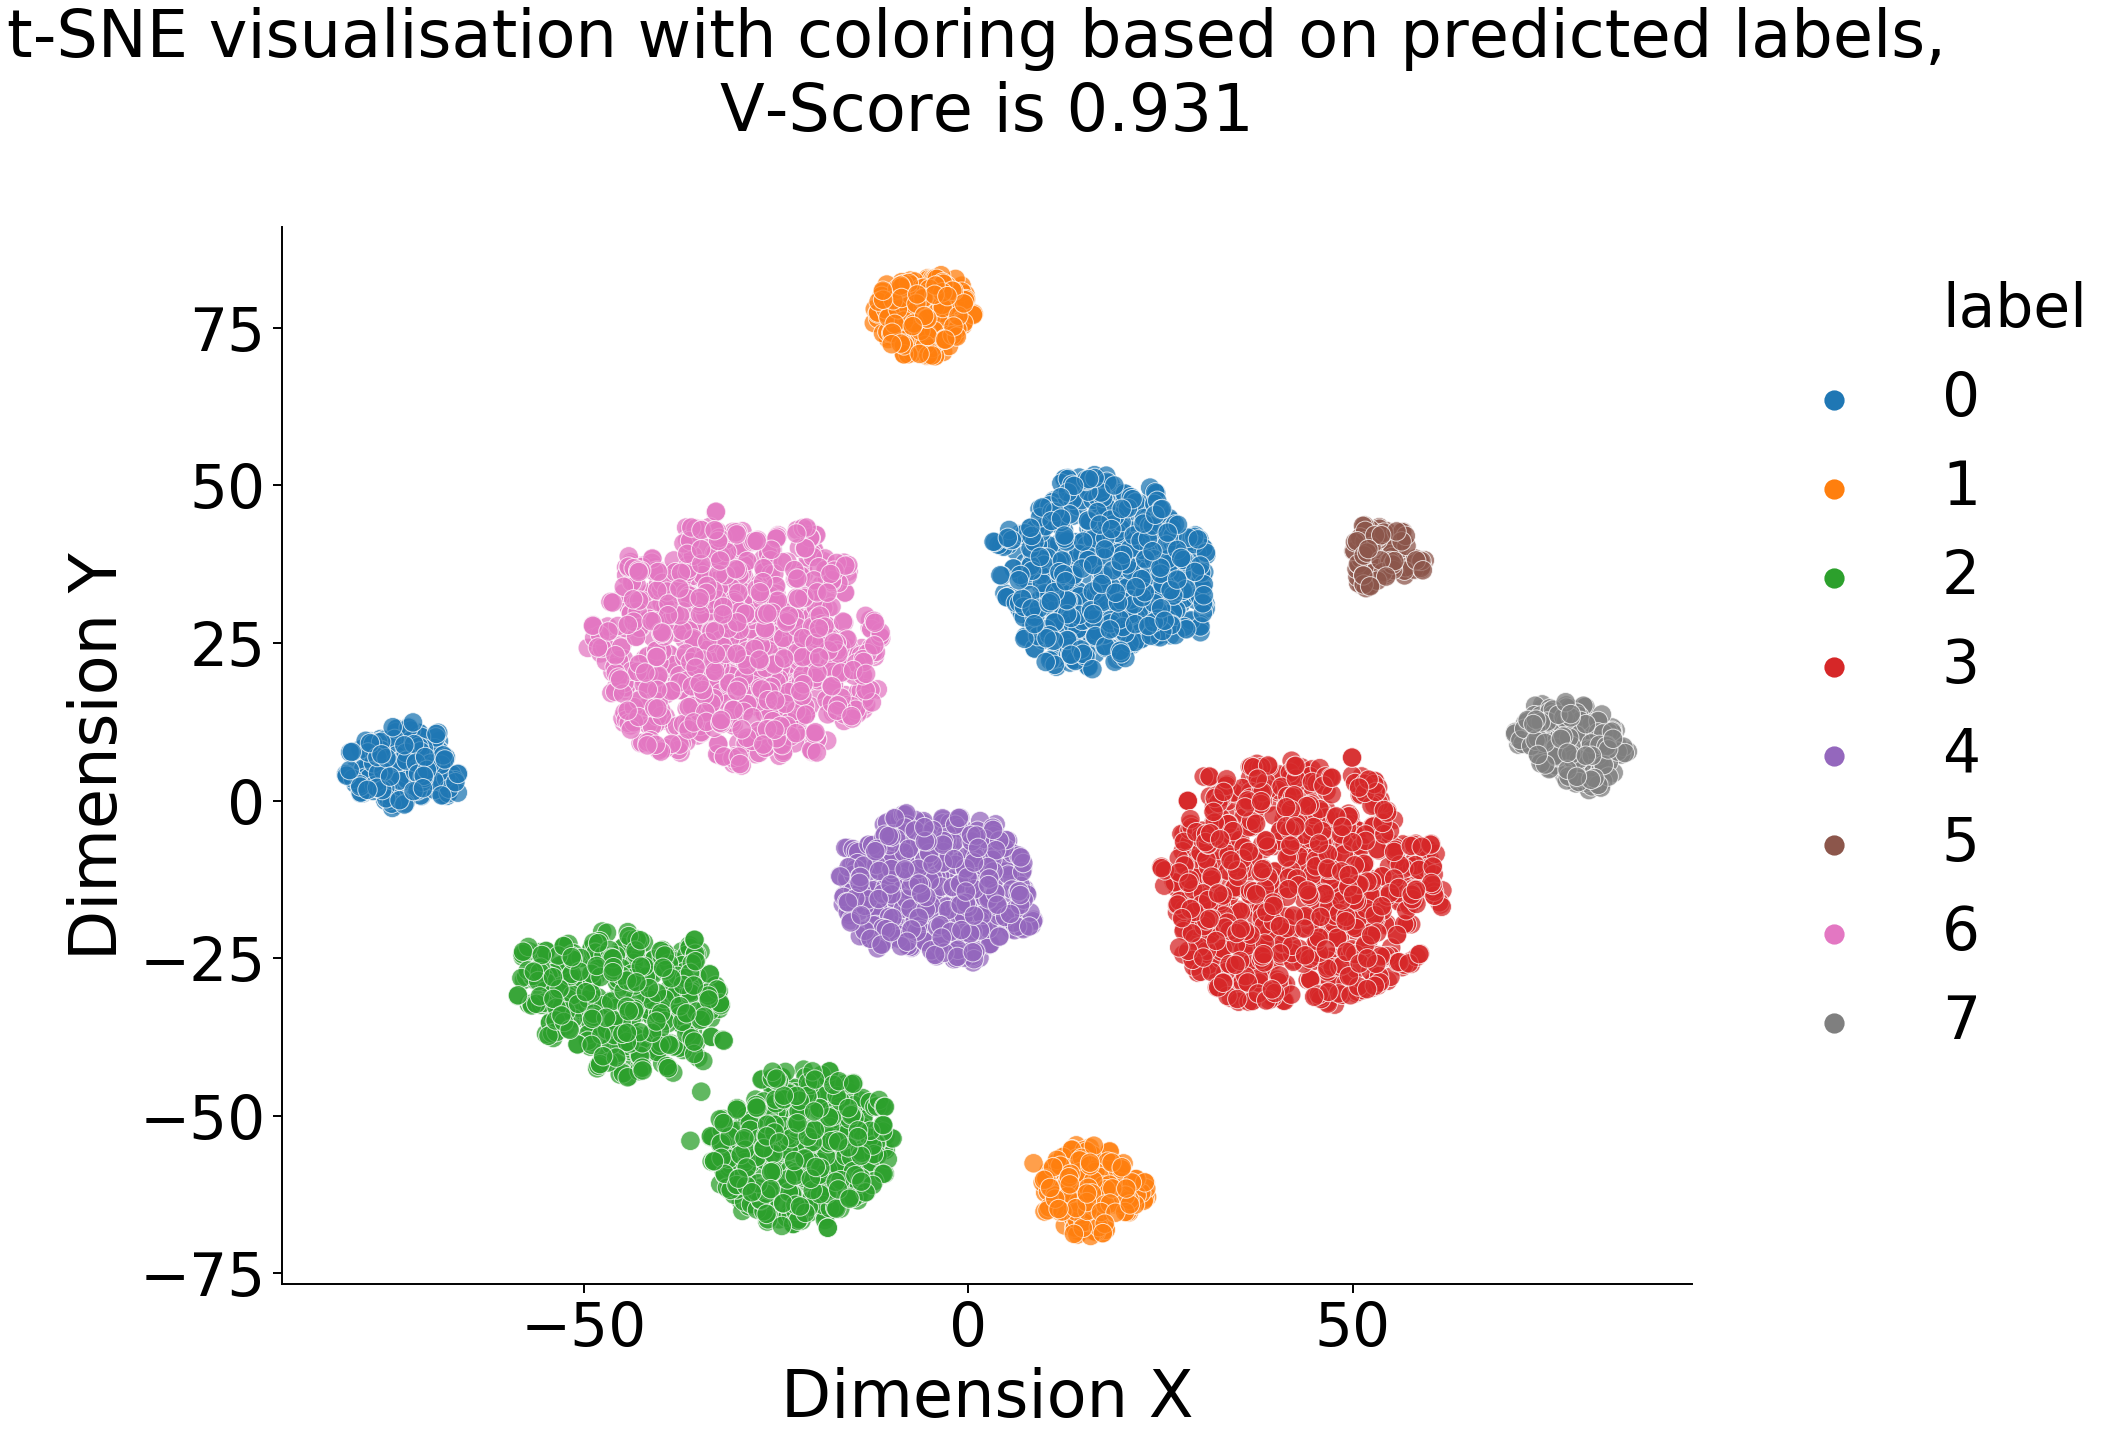 t-SNE visualisation with coloring based on predicted labels,
V-Score is 0.931
label
0
1
2
3
4
5
6
7
75
50
25
0
−25
−50
−75
Dimension Y
−50 0 50
Dimension X